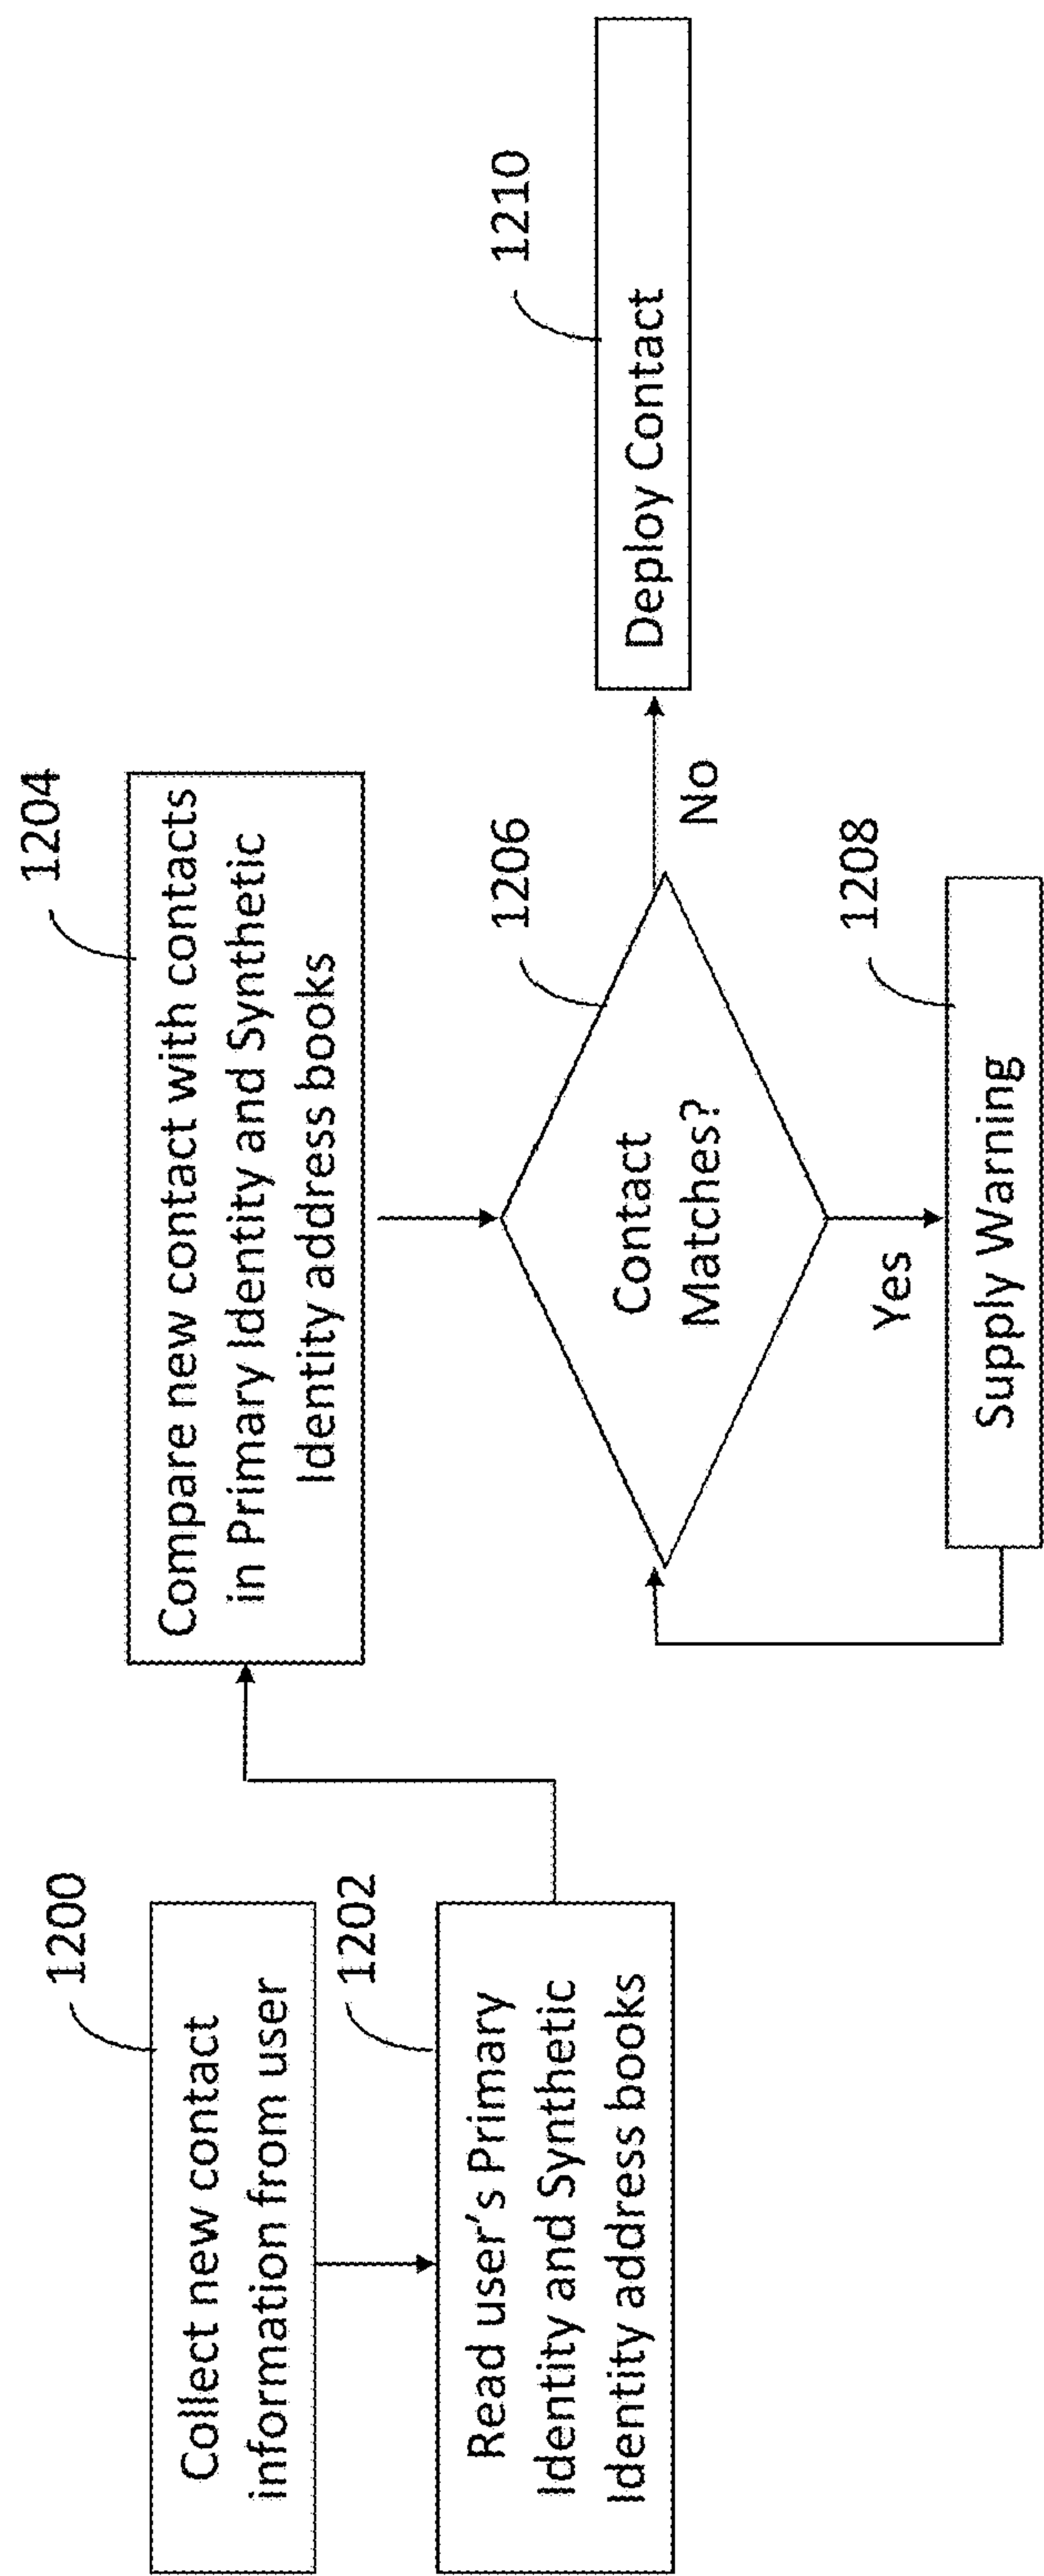 1200
Collect new contact
information from user
1202
Read user's Primary
Identity and Synthetic
Identity address books
1204
Compare new contact with contacts
in Primary Identity and Synthetic
Identity address books
1206
Contact
Matches?
No
Yes
1208
Supply Warning
1210
Deploy Contact